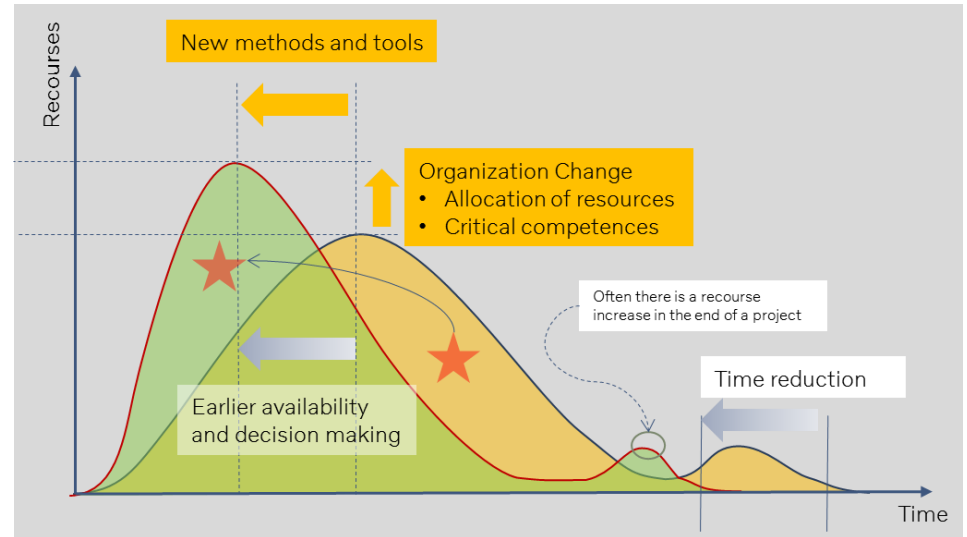 New methods and tools
Recourses
Organization Change
• Allocation of resources
• Critical competences
Often there is a recourse
increase in the end of a project
Time reduction
Earlier availability
and decision making
Time